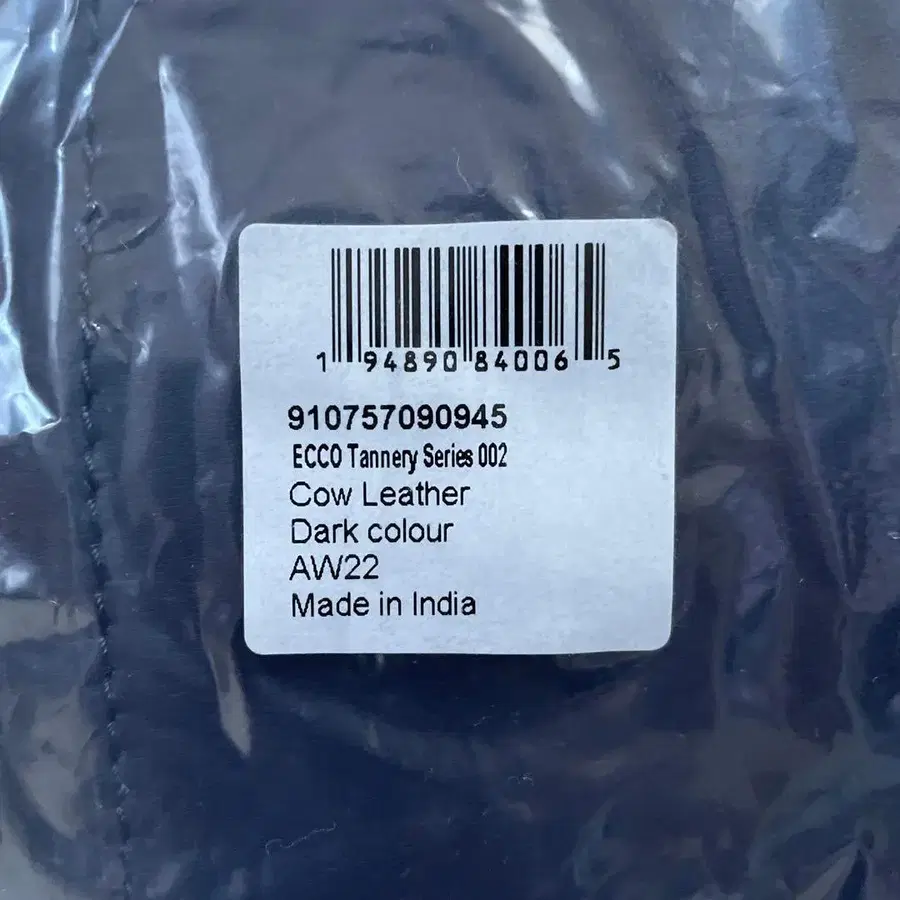 1 94890 84006 5
910757090945
ECCO Tannery Series 002
Cow Leather
Dark colour
AW22
Made in India